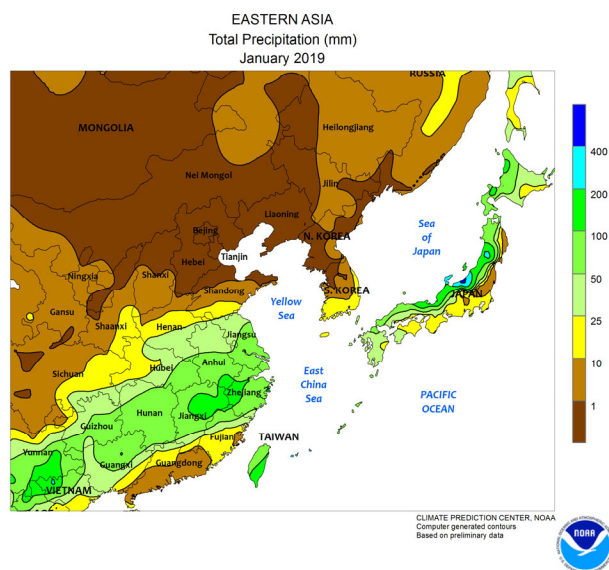 EASTERN ASIA
Total Precipitation (mm)
January 2019
RUSSIA
MONGOLIA
Heilongjiang
Nei Mongol
Jilin
Liaoning
Beijing
N. KOREA
Sea
of
Japan
Tianjin
Hebei
Ningxia
Shanxi
Shandong
S. KOREA
JAPAN
Gansu
Yellow
Sea
Shaanxi
Henan
Jiangsu
Anhui
Sichuan
Hubei
East
China
Sea
Zhejiang
PACIFIC
OCEAN
Hunan
Jiangxi
Guizhou
Fujian
TAIWAN
Yunnan
Guangxi
Guangdong
VIETNAM
400
200
100
50
25
10
1
CLIMATE PREDICTION CENTER, NOAA
Computer generated contours
Based on preliminary data
NOAA